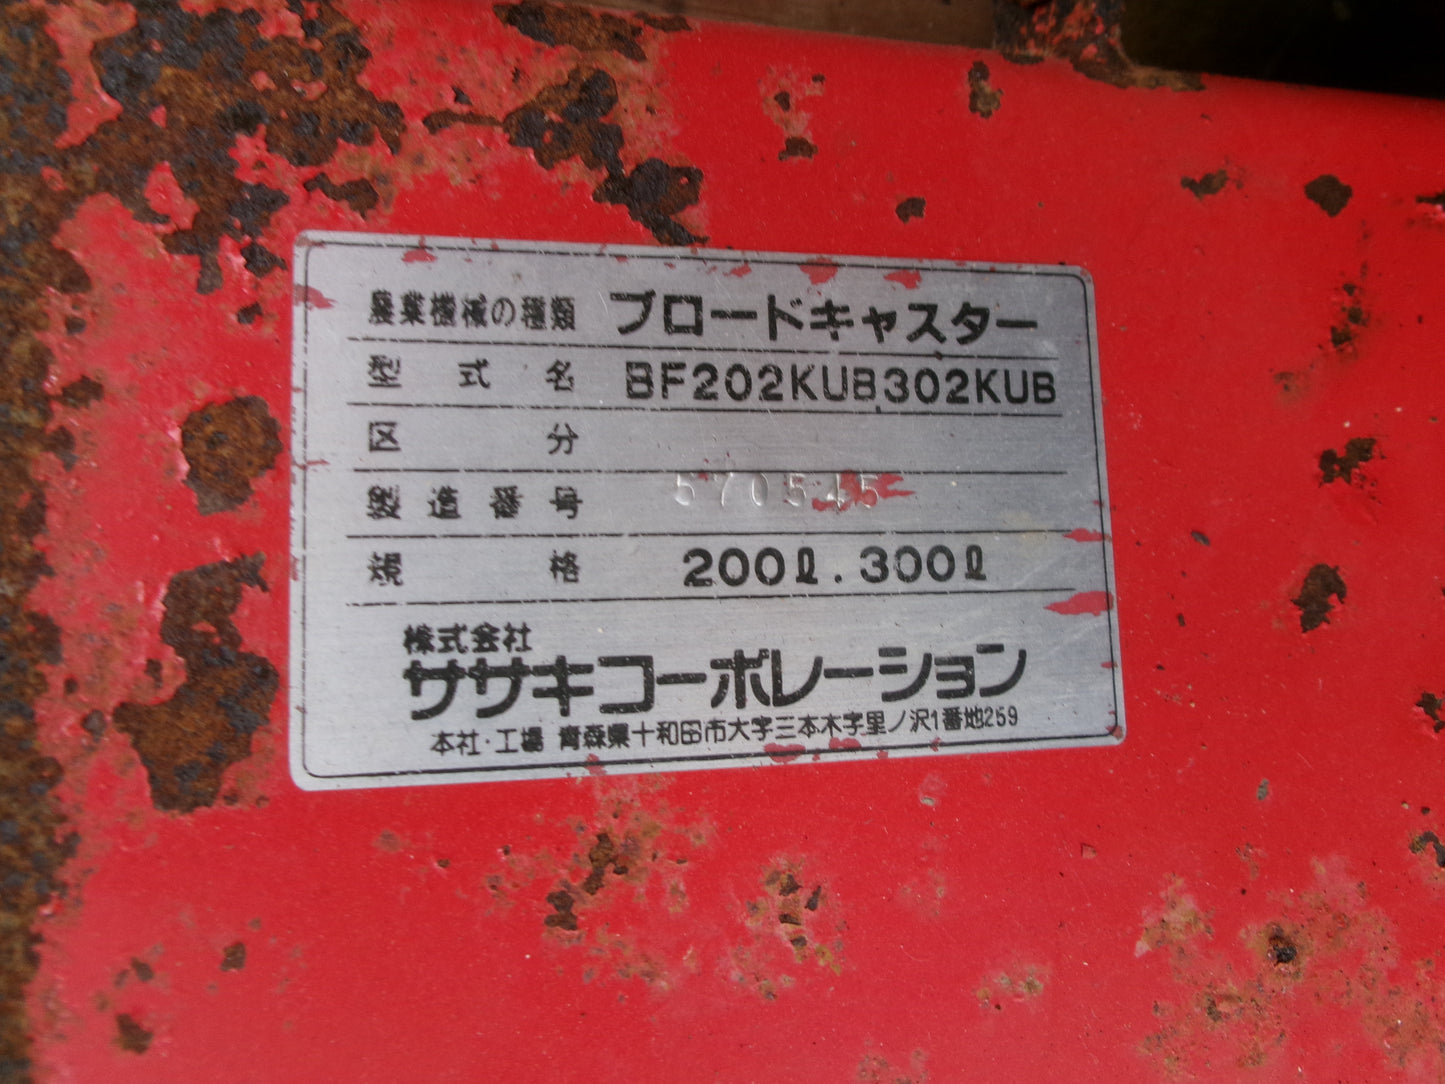 農業機械の種類 ブロードキャスター
型式名 BF202KUB302KUB
区分
製造番号 570545
規格 200ℓ.300ℓ
株式会社
ササキコーポレーション
本社・工場 青森県十和田市大字三本木字里ノ沢1番地259